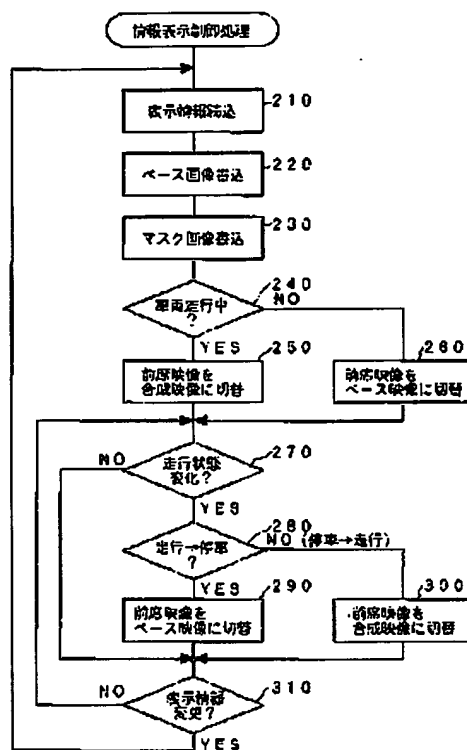 情報表示制御処理
210
表示情報読込
220
ベース画像書込
230
マスク画像書込
240
車両走行中
?
NO
YES
250
前席映像を
合成映像に切替
260
前席映像を
ベース映像に切替
270
走行状態
変化?
NO
YES
280
走行→停車
?
NO (停車→走行)
YES
290
前席映像を
ベース映像に切替
300
前席映像を
合成映像に切替
310
表示情報
変更?
NO
YES